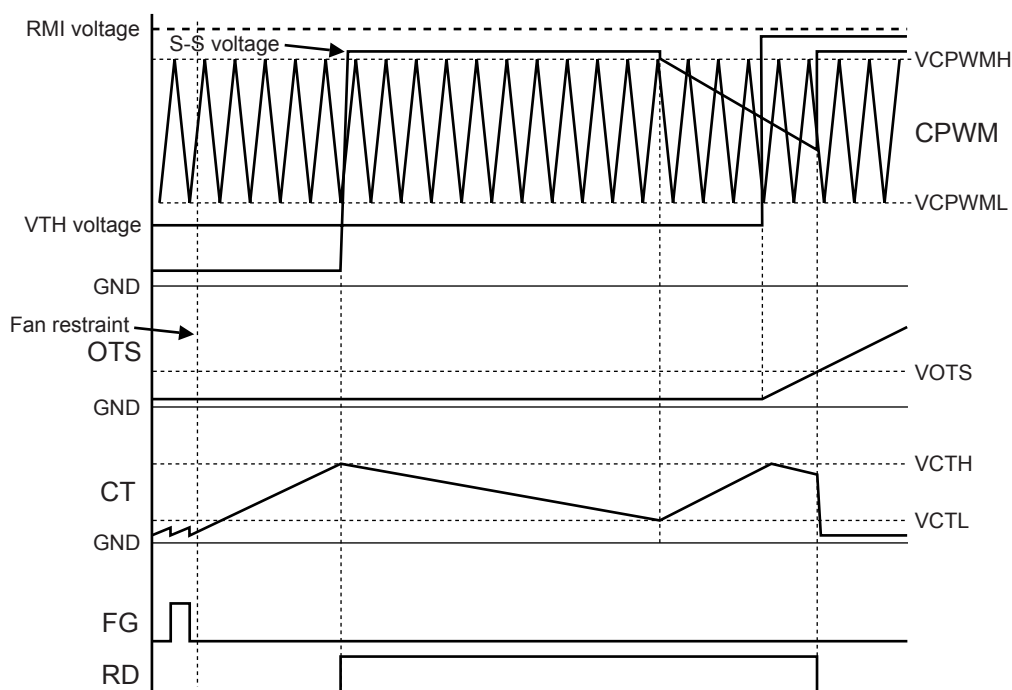 RMI voltage
S-S voltage
VCPWMH
CPWM
VCPWML
VTH voltage
GND
Fan restraint
OTS
VOTS
GND
VCTH
CT
VCTL
GND
FG
RD